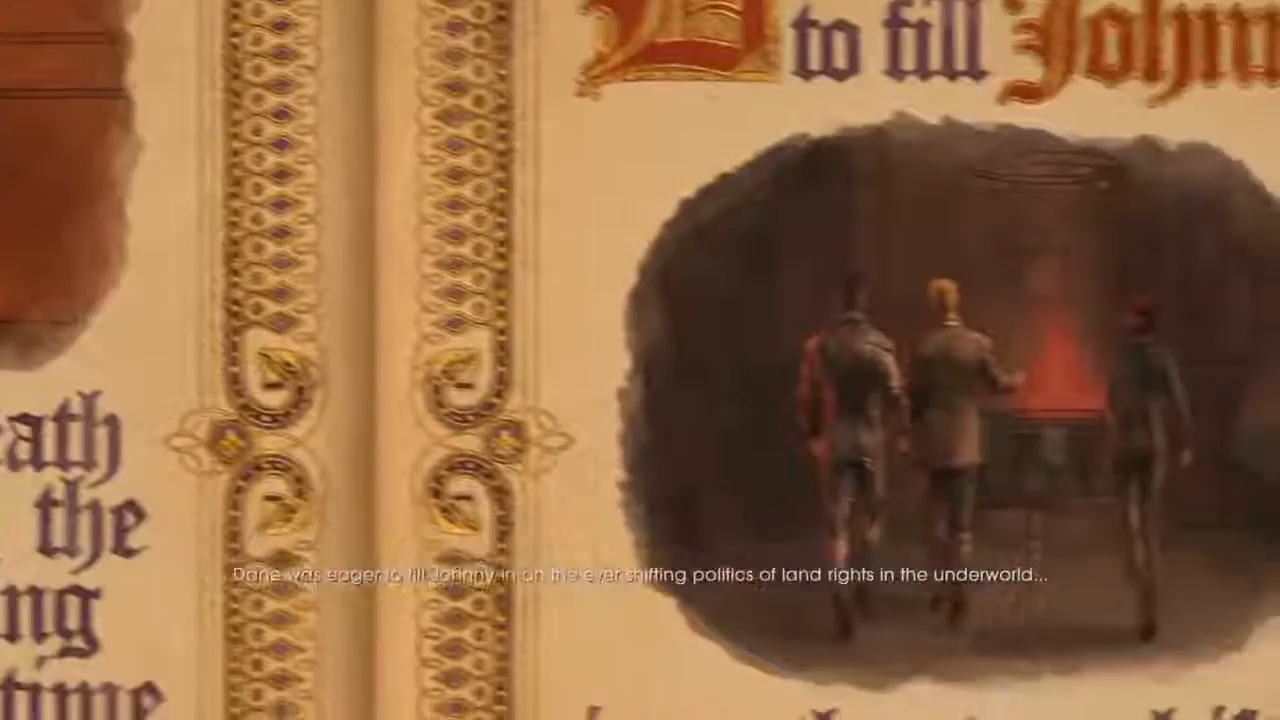 to fill Johnn
eath
the
ng
time
Dane was eager to fill Johnny in on the ever shifting politics of land rights in the underworld...